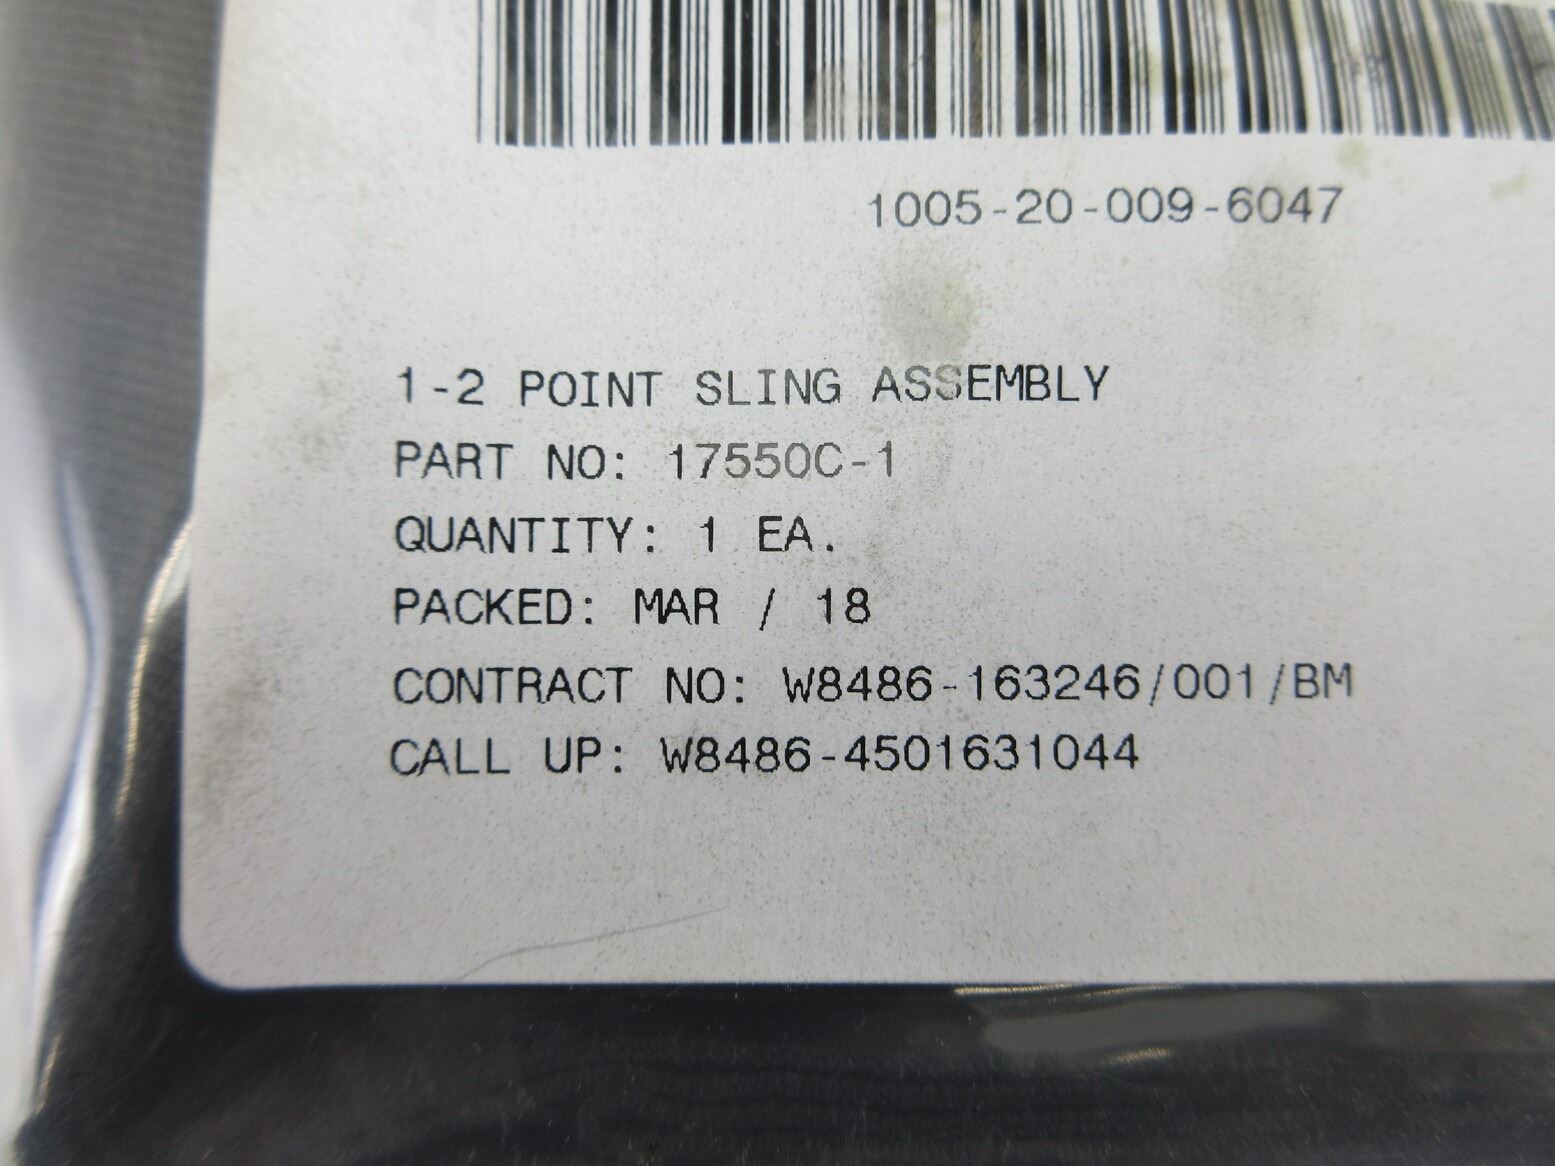 1005-20-009-6047
1-2 POINT SLING ASSEMBLY
PART NO: 17550C-1
QUANTITY: 1 EA.
PACKED: MAR / 18
CONTRACT NO: W8486-163246/001/BM
CALL UP: W8486-4501631044